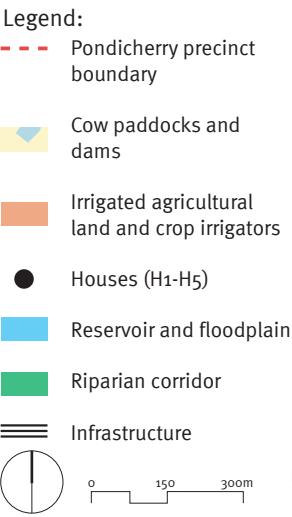 Legend:
Pondicherry precinct
boundary
Cow paddocks and
dams
Irrigated agricultural
land and crop irrigators
Houses (H1-H5)
Reservoir and floodplain
Riparian corridor
Infrastructure
0 150 300m